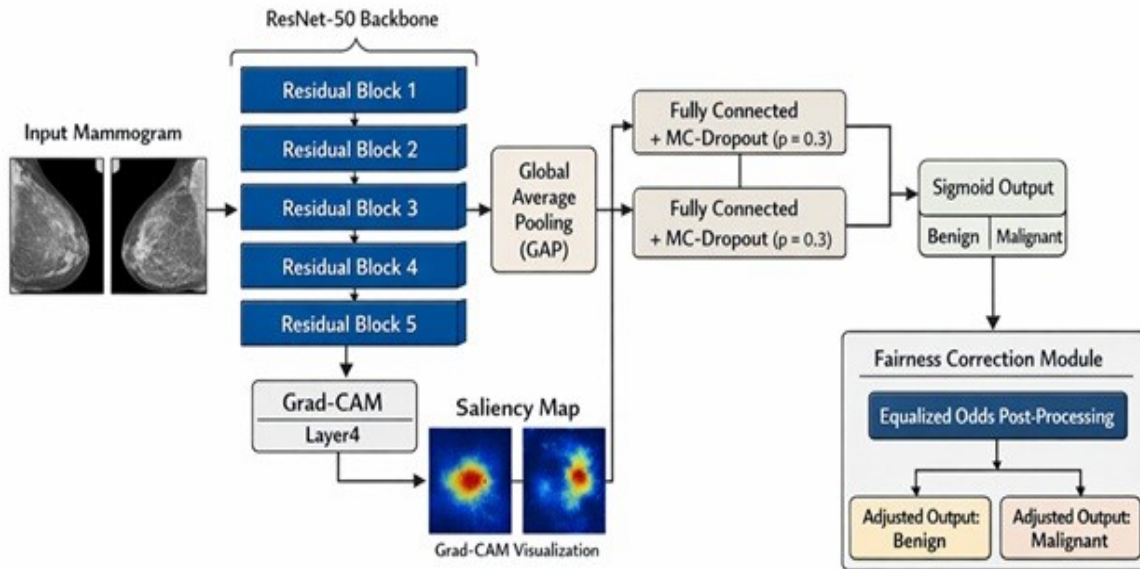 ResNet-50 Backbone
Input Mammogram
Residual Block 1
Residual Block 2
Residual Block 3
Residual Block 4
Residual Block 5
Grad-CAM
Layer4
Saliency Map
Grad-CAM Visualization
Global
Average
Pooling
(GAP)
Fully Connected
+ MC-Dropout (p = 0.3)
Fully Connected
+ MC-Dropout (p = 0.3)
Sigmoid Output
Benign Malignant
Fairness Correction Module
Equalized Odds Post-Processing
Adjusted Output:
Benign
Adjusted Output:
Malignant